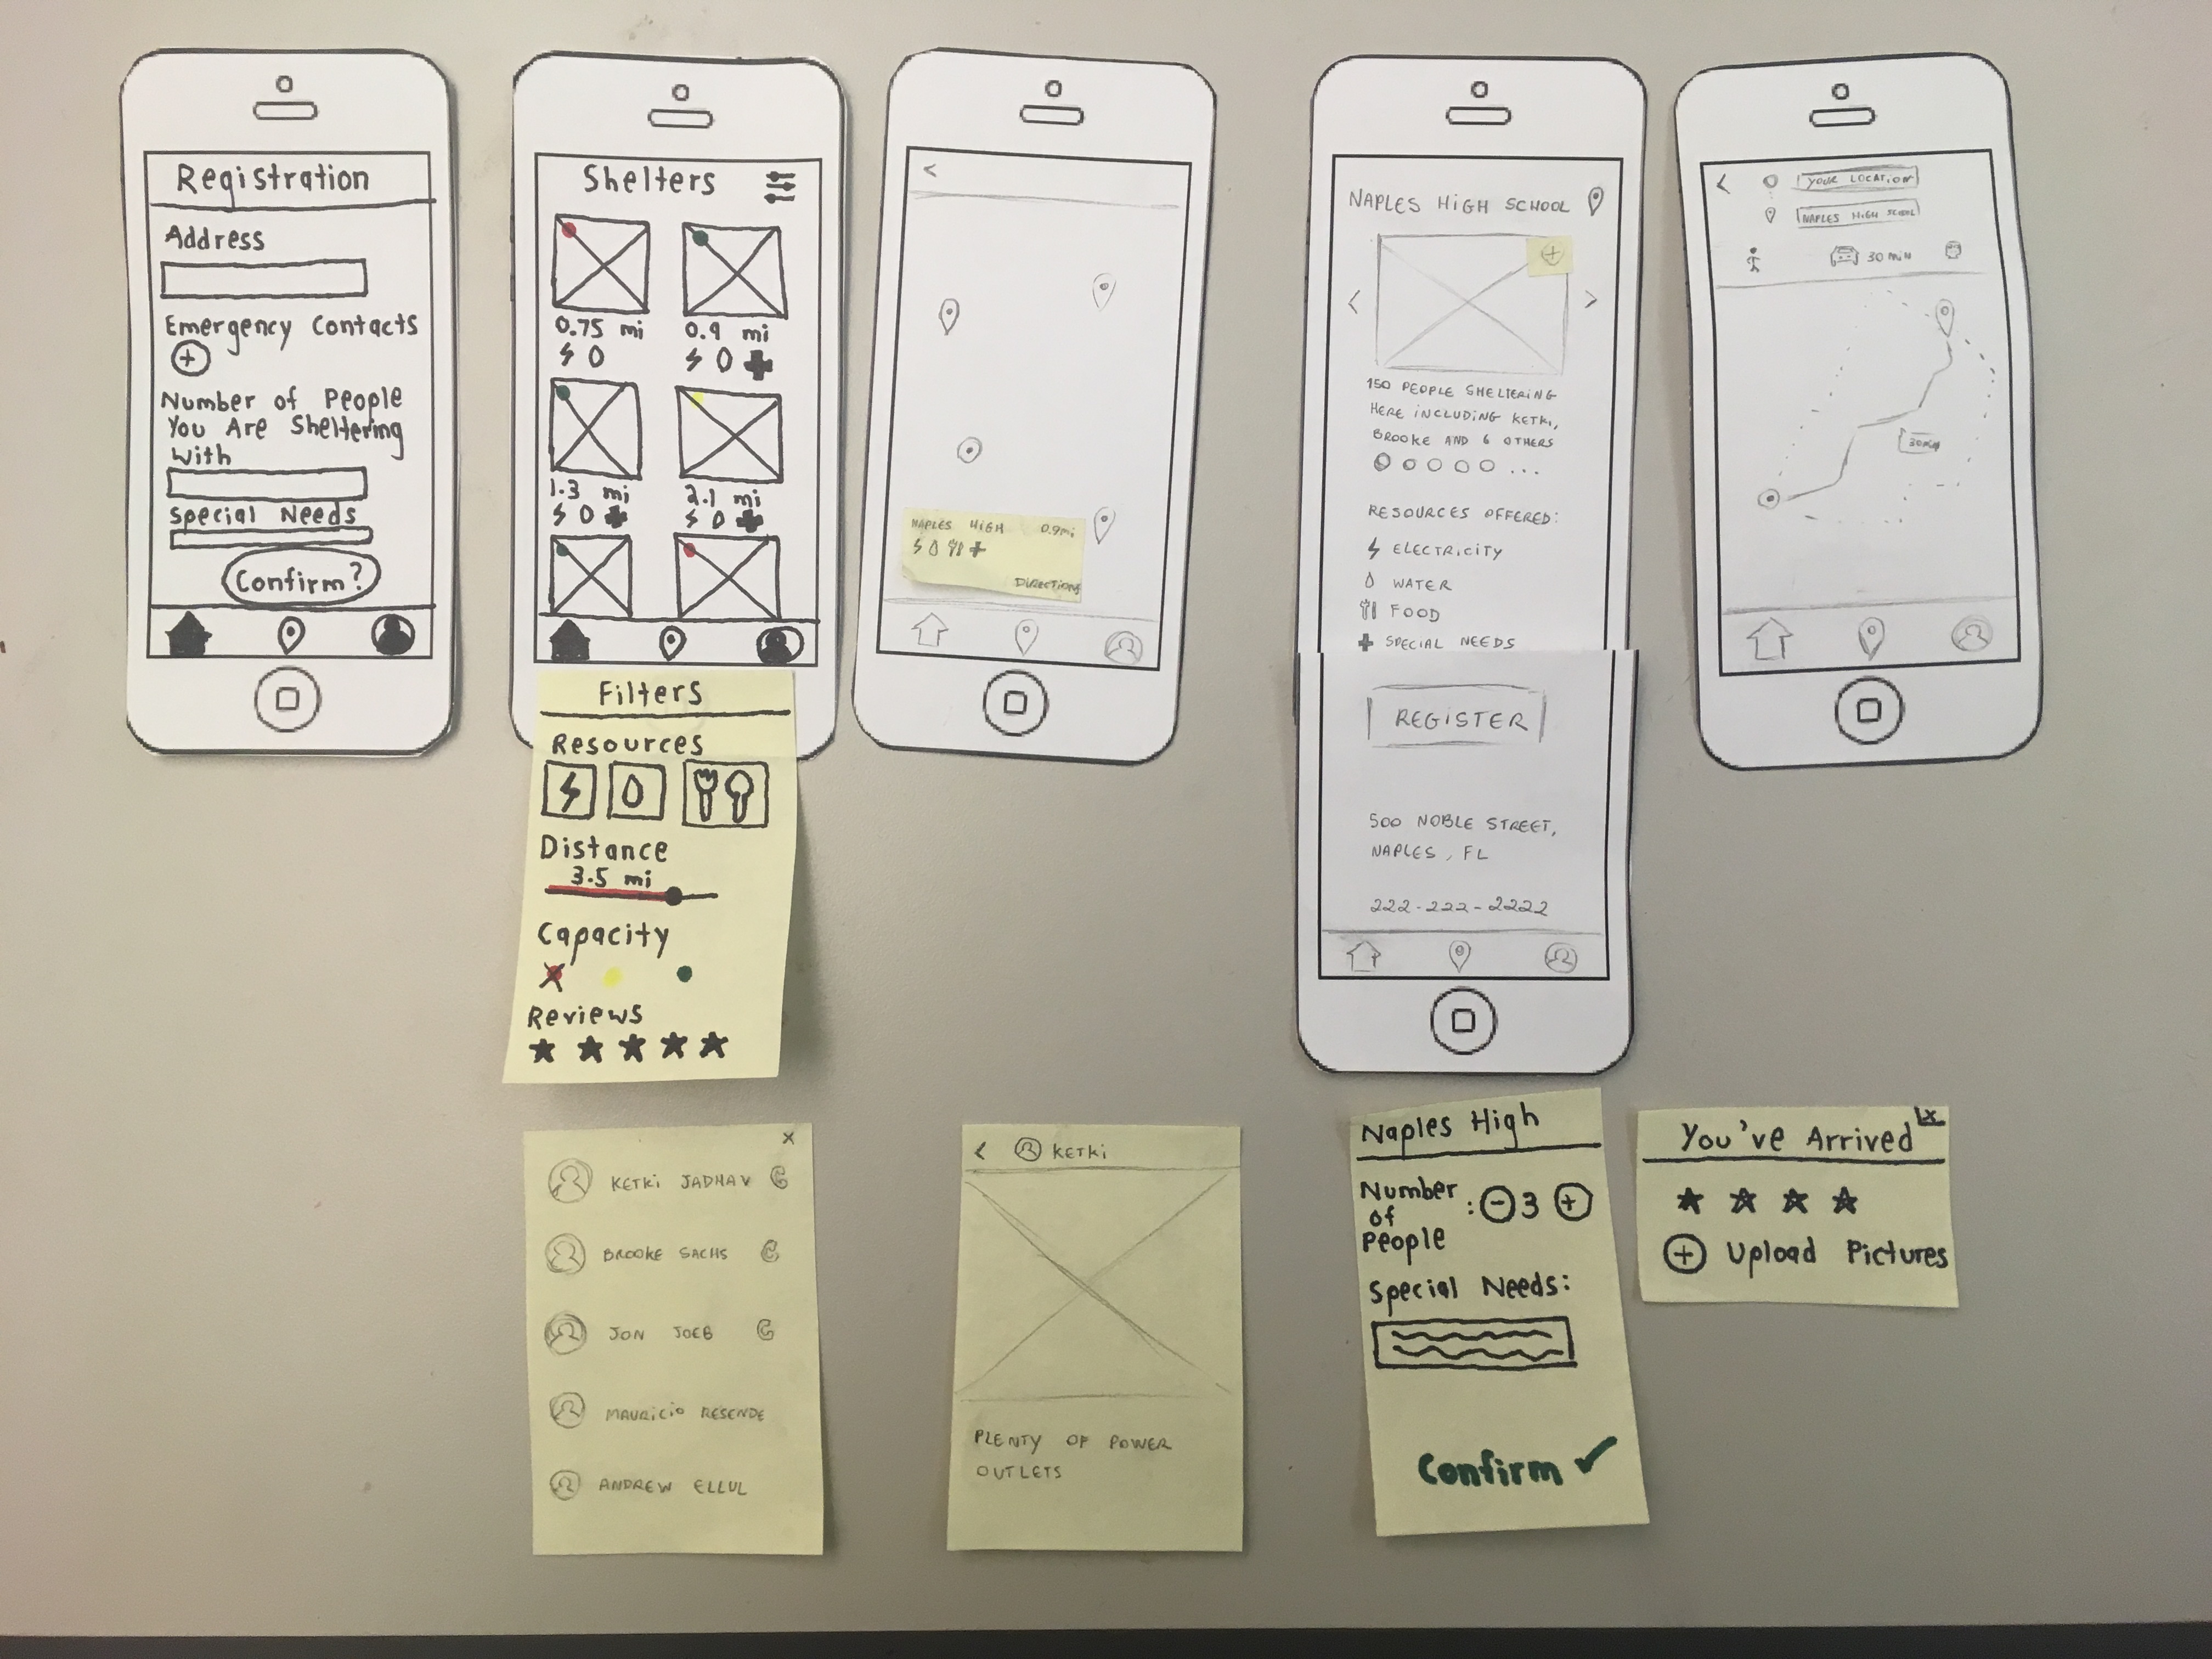 Registration
Address
Emergency Contacts
+
Number of People
You Are Sheltering
with
Special Needs
Confirm?
Shelters
0.75 mi
0.9 mi
1.3 mi
2.1 mi
Filters
Resources
Distance
3.5 mi
Capacity
Reviews
<
NAPLES HIGH 0.9mi
DIRECTIONS
NAPLES HIGH SCHOOL
+
< >
150 PEOPLE SHELTERING
HERE INCLUDING KETKI,
BROOKE AND 6 OTHERS
...
RESOURCES OFFERED:
ELECTRICITY
WATER
FOOD
SPECIAL NEEDS
REGISTER
500 NOBLE STREET,
NAPLES, FL
222-222-2222
< YOUR LOCATION
NAPLES HIGH SCHOOL
30 MIN
30 MIN
x
KETKI JADHAV
BROOKE SACHS
JON JOEB
MAURICIO RESENDE
ANDREW ELLUL
< KETKI
PLENTY OF POWER
OUTLETS
Naples High
Number
of
People
: - 3 +
Special Needs:
Confirm ✓
You've Arrived x
+ Upload Pictures